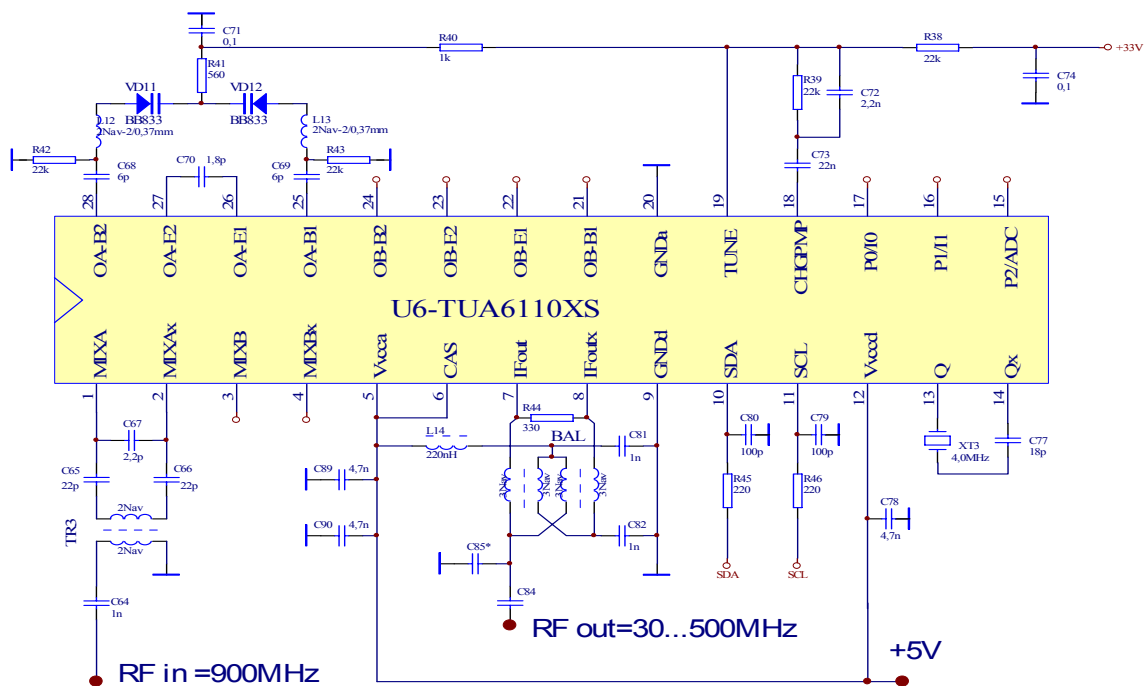 C71
0,1
R40
1k
R38
22k
+33V
R41
560
R39
22k
C72
2,2n
C74
0,1
VD11
BB833
VD12
BB833
L12
2Nav-2/0,37mm
L13
2Nav-2/0,37mm
R42
22k
C68
6p
C70
1,8p
C69
6p
R43
22k
C73
22n
28
27
26
25
24
23
22
21
20
19
18
17
16
15
OA-B2
OA-E2
OA-E1
OA-B1
OB-B2
OB-E2
OB-E1
OB-B1
GNDa
TUNE
CHGPMP
P0/I0
P1/I1
P2/ADC
U6-TUA6110XS
MIXA
MIXAx
MIXB
MIXBx
Vvcca
CAS
IFout
IFoutx
GNDd
SDA
SCL
Vvccd
Q
Qx
1
2
3
4
5
6
7
8
9
10
11
12
13
14
C67
2,2p
R44
330
BAL
L14
220nH
C81
1n
C80
100p
C79
100p
XT3
4,0MHz
C77
18p
C65
22p
C66
22p
C89
4,7n
3Nav
3Nav
3Nav
3Nav
R45
220
R46
220
TR3
2Nav
2Nav
C90
4,7n
C82
1n
C78
4,7n
C85*
SDA
SCL
C64
1n
C84
RF out=30...500MHz
+5V
RF in =900MHz